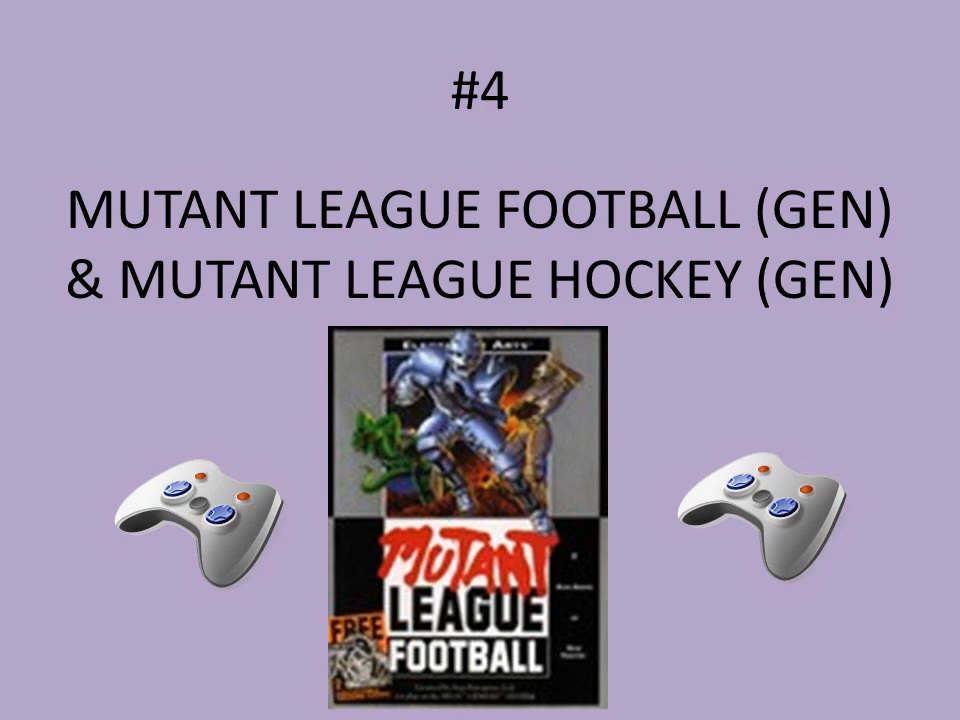 #4
MUTANT LEAGUE FOOTBALL (GEN)
& MUTANT LEAGUE HOCKEY (GEN)
MUTANT
LEAGUE
FREE
FOOTBALL